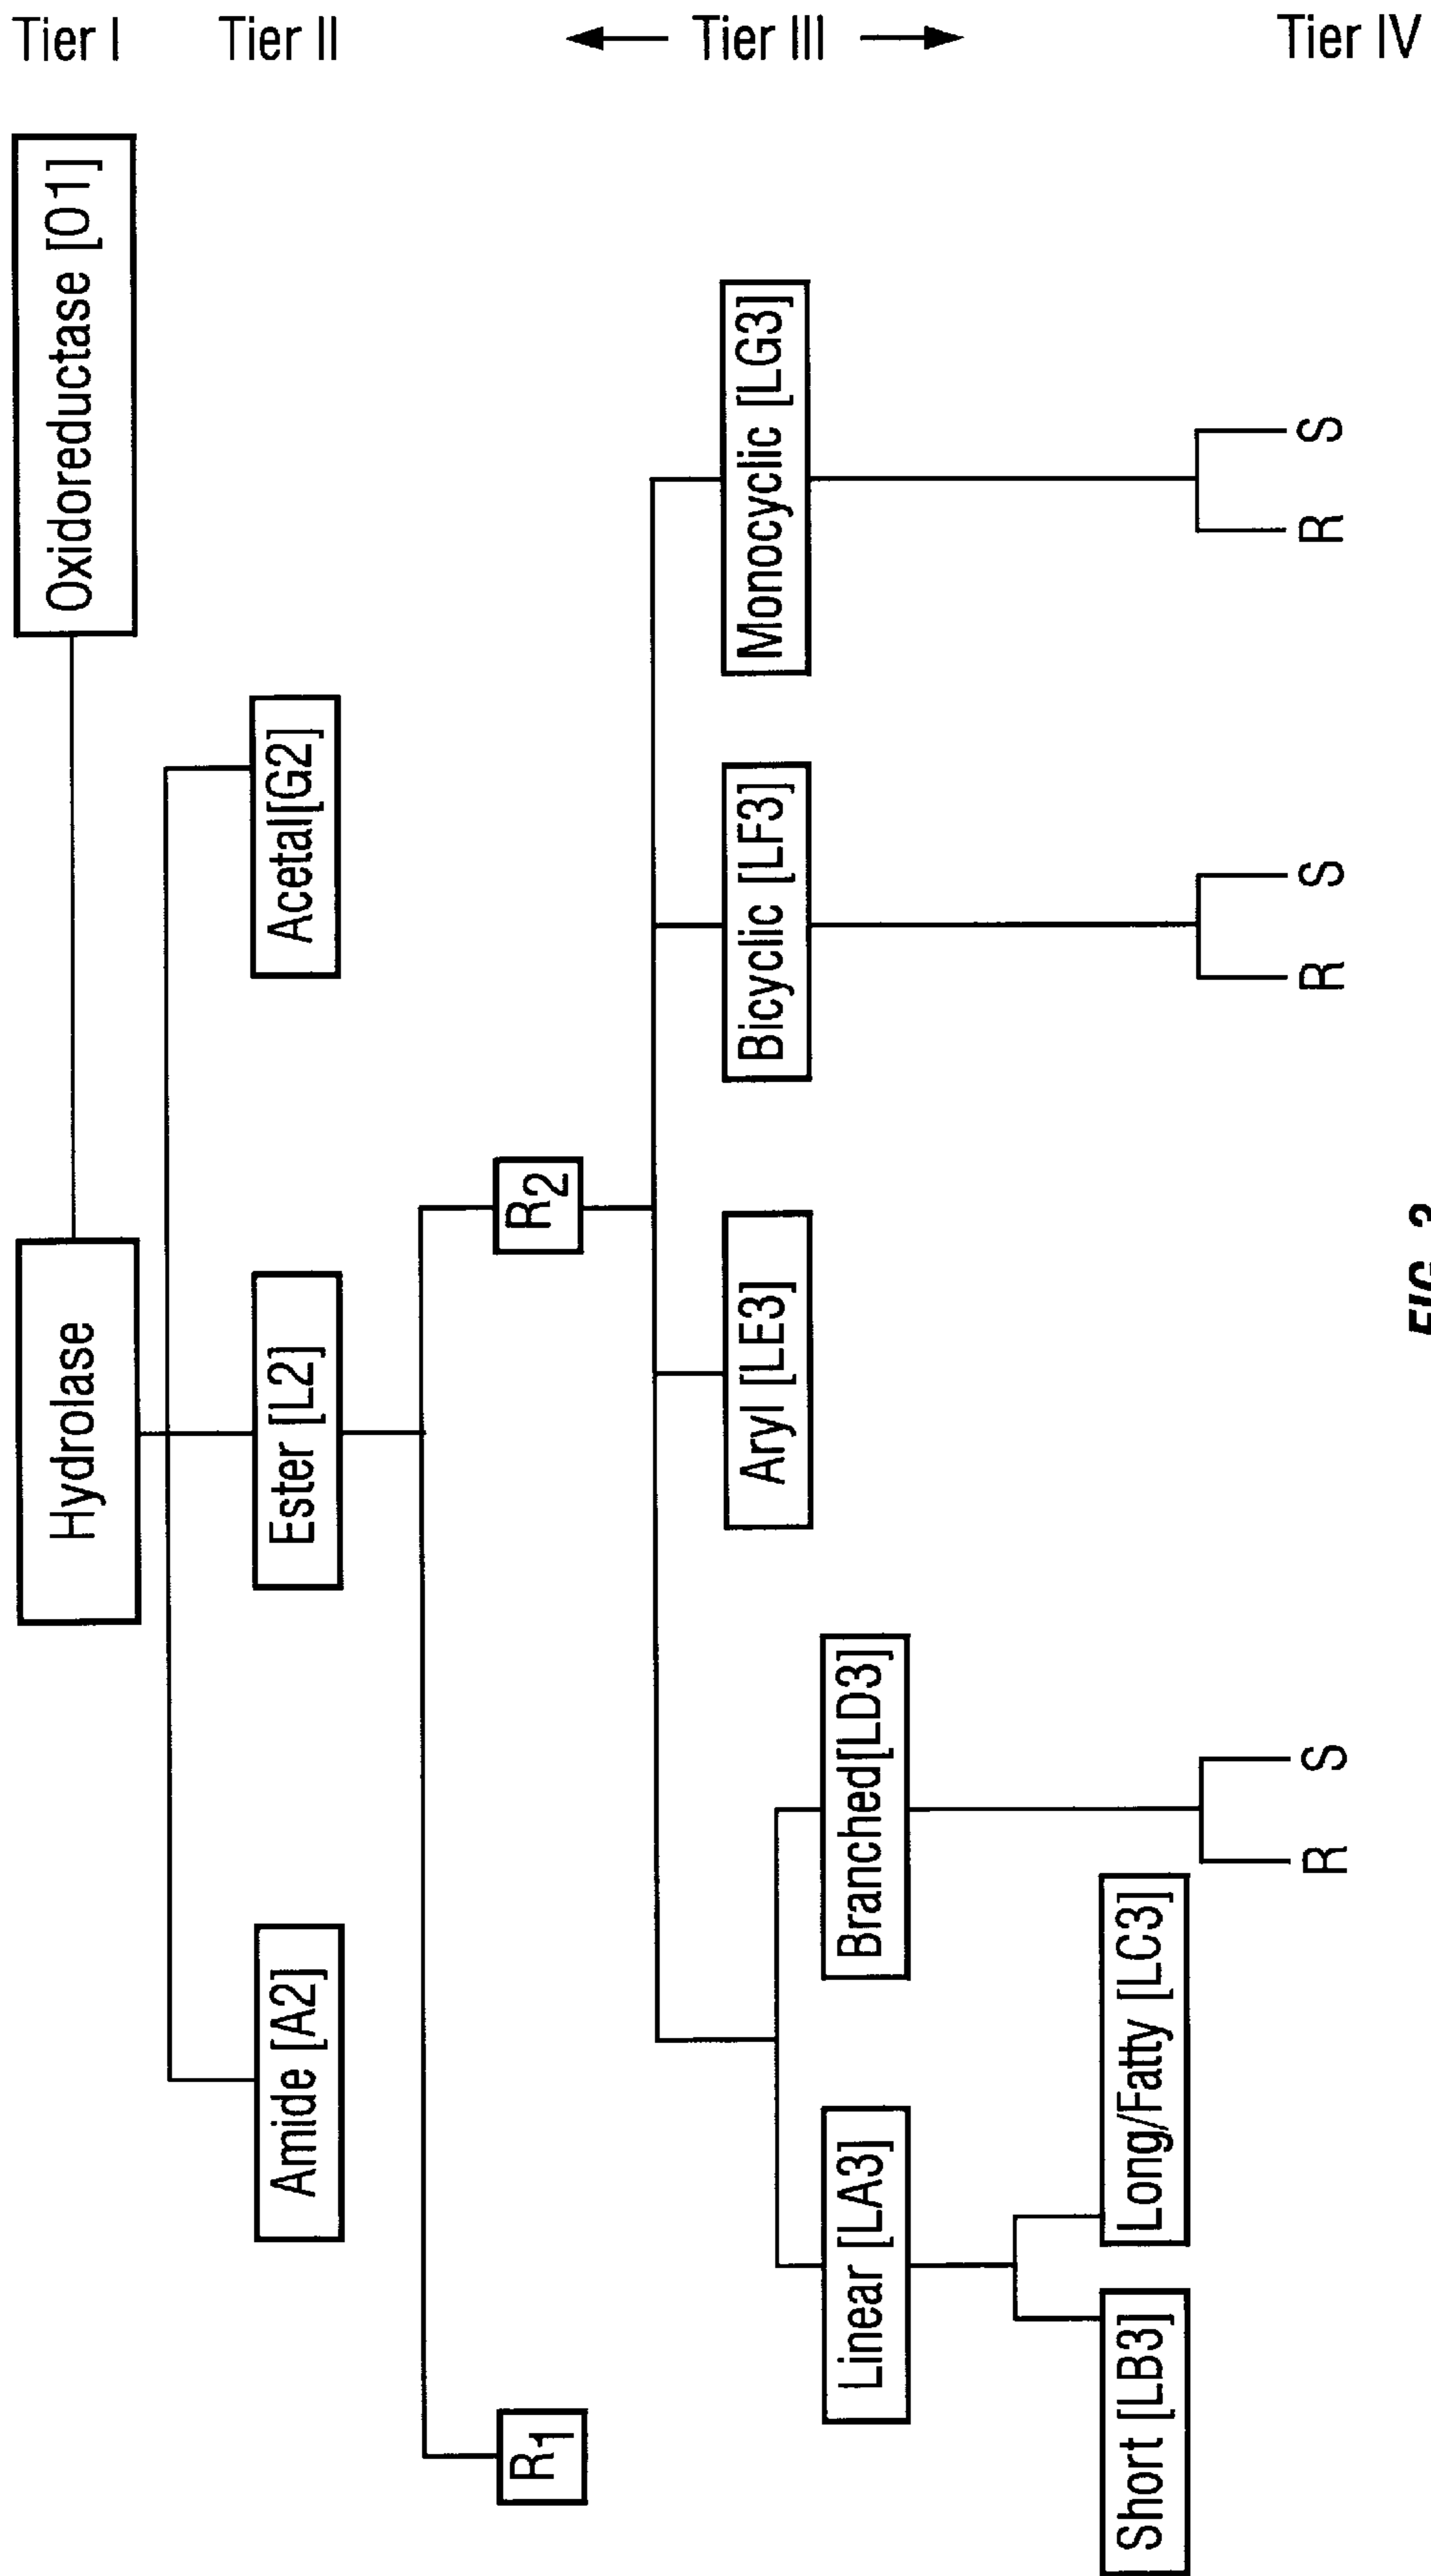 Tier I
Tier II
Tier III
Tier IV
Hydrolase
Oxidoreductase [O1]
Amide [A2]
Ester [L2]
Acetal[G2]
R1
R2
Aryl [LE3]
Bicyclic [LF3]
Monocyclic [LG3]
Linear [LA3]
Branched[LD3]
Short [LB3]
Long/Fatty [LC3]
R
S
R
S
R
S